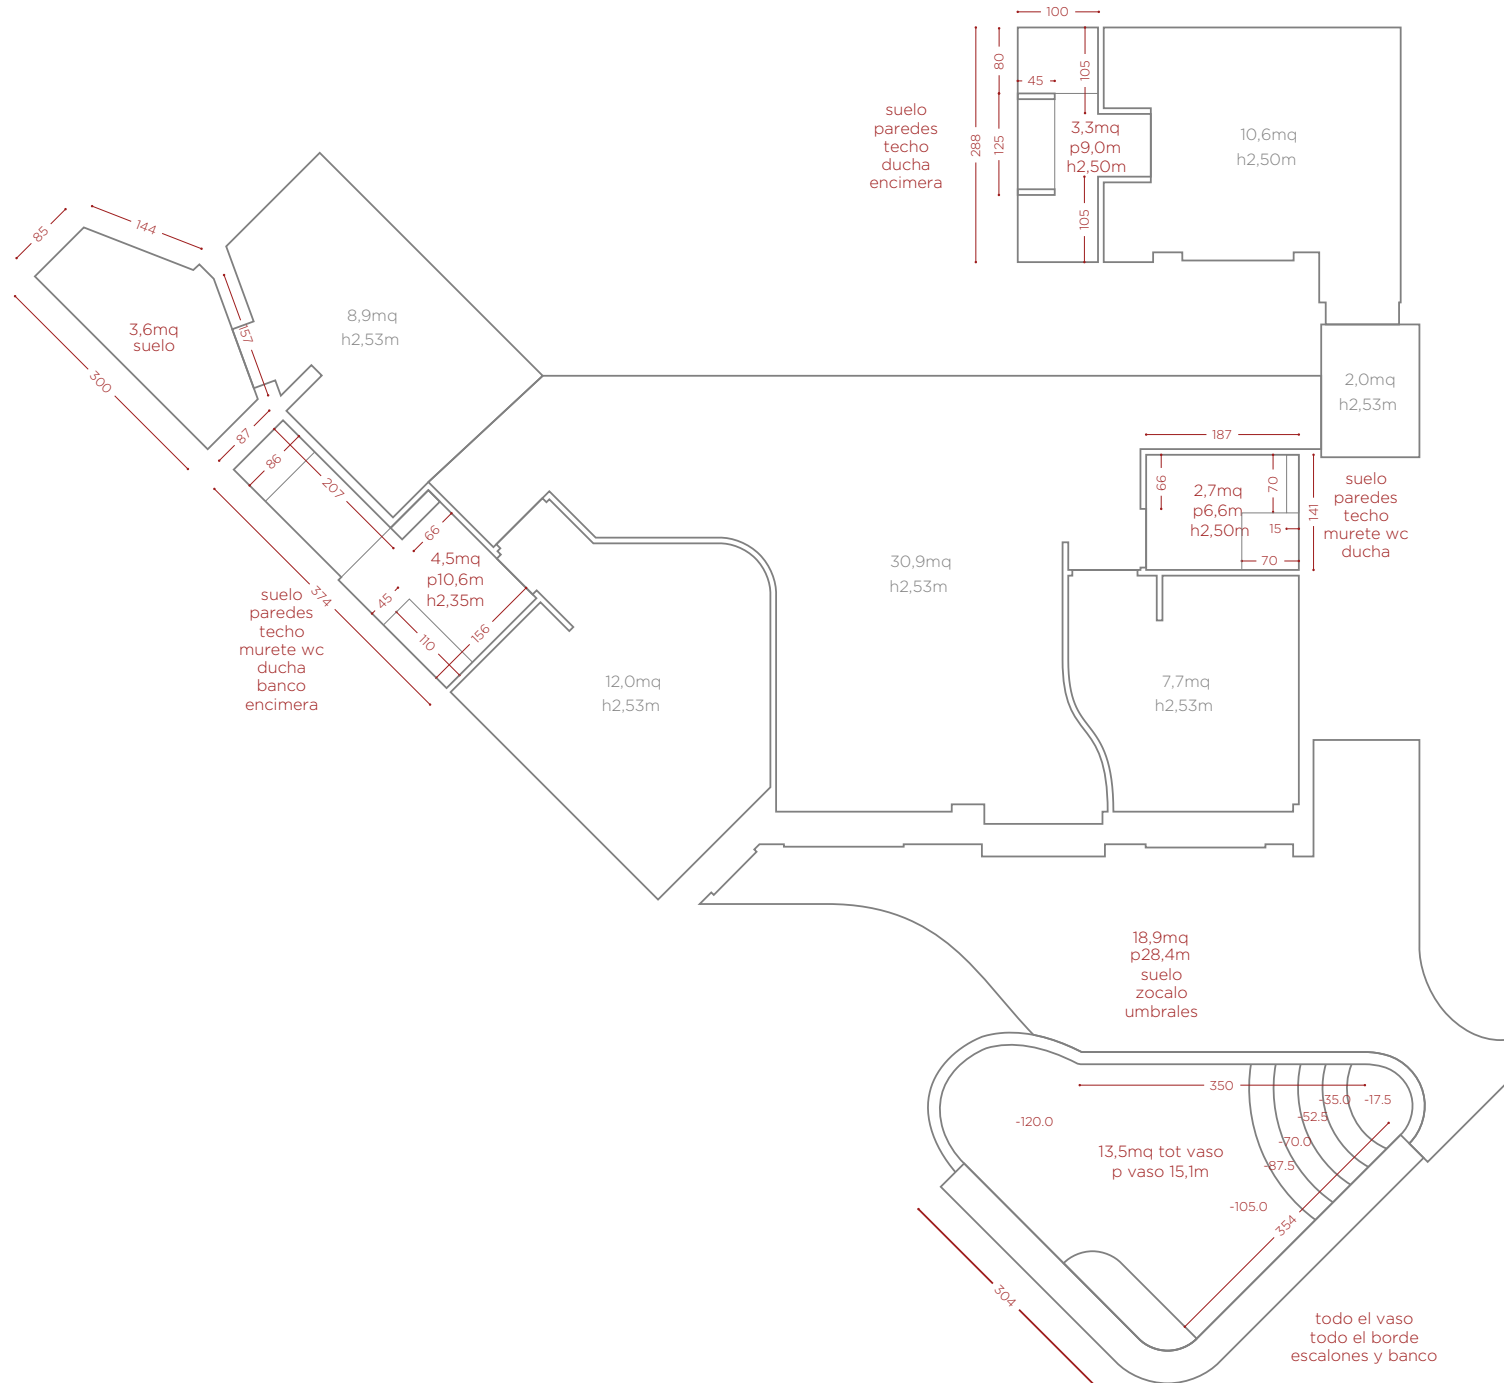 100
80
105
45
288
125
105
suelo
paredes
techo
ducha
encimera
3,3mq
p9,0m
h2,50m
10,6mq
h2,50m
85
144
157
300
3,6mq
suelo
8,9mq
h2,53m
2,0mq
h2,53m
87
86
207
66
374
45
110
156
4,5mq
p10,6m
h2,35m
suelo
paredes
techo
murete wc
ducha
banco
encimera
187
66
70
141
15
70
2,7mq
p6,6m
h2,50m
suelo
paredes
techo
murete wc
ducha
30,9mq
h2,53m
12,0mq
h2,53m
7,7mq
h2,53m
18,9mq
p28,4m
suelo
zocalo
umbrales
350
-120.0
-35.0
-17.5
-52.5
-70.0
-87.5
-105.0
13,5mq tot vaso
p vaso 15,1m
354
304
todo el vaso
todo el borde
escalones y banco